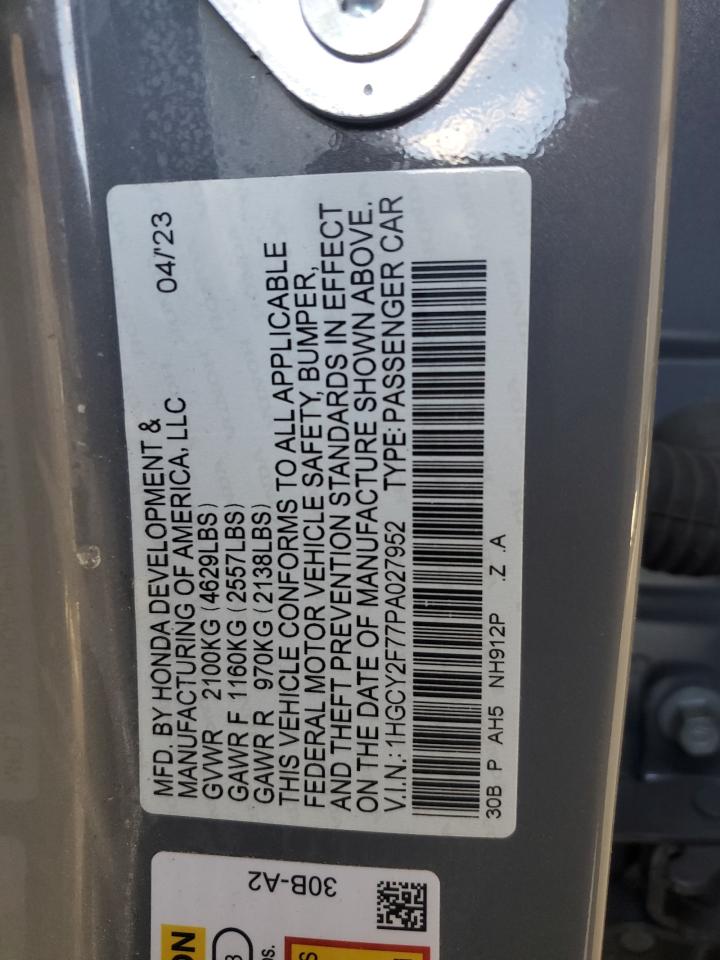 MFD. BY HONDA DEVELOPMENT & 04/'23
MANUFACTURING OF AMERICA, LLC
GVWR 2100KG (4629LBS)
GAWR F 1160KG (2557LBS)
GAWR R 970KG (2138LBS)
THIS VEHICLE CONFORMS TO ALL APPLICABLE
FEDERAL MOTOR VEHICLE SAFETY, BUMPER,
AND THEFT PREVENTION STANDARDS IN EFFECT
ON THE DATE OF MANUFACTURE SHOWN ABOVE.
V.I.N.: 1HGCY2F77PA027952 TYPE: PASSENGER CAR
30B P AH5 NH912P .Z .A
30B-A2